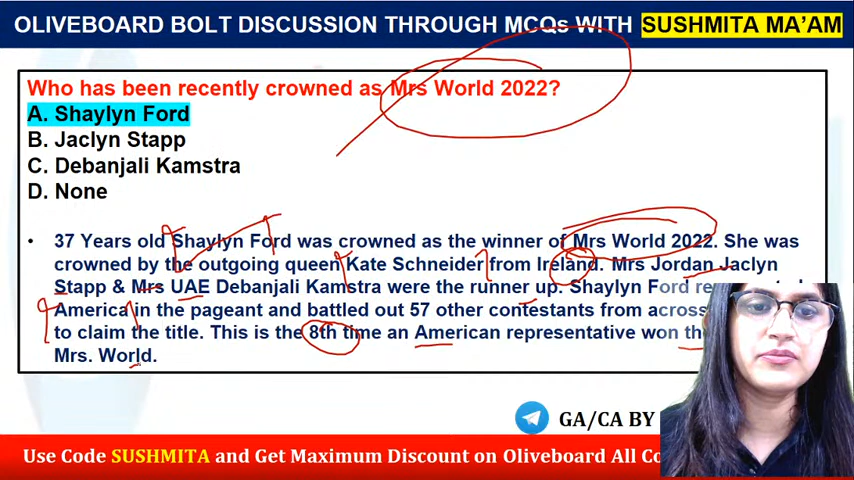 OLIVEBOARD BOLT DISCUSSION THROUGH MCQs WITH SUSHMITA MA'AM
Who has been recently crowned as Mrs World 2022?
A. Shaylyn Ford
B. Jaclyn Stapp
C. Debanjali Kamstra
D. None
• 37 Years old Shaylyn Ford was crowned as the winner of Mrs World 2022. She was
crowned by the outgoing queen Kate Schneider from Ireland. Mrs Jordan Jaclyn
Stapp & Mrs UAE Debanjali Kamstra were the runner up. Shaylyn Ford
America in the pageant and battled out 57 other contestants from across
to claim the title. This is the 8th time an American representative won
Mrs. World.
GA/CA BY
Use Code SUSHMITA and Get Maximum Discount on Oliveboard All